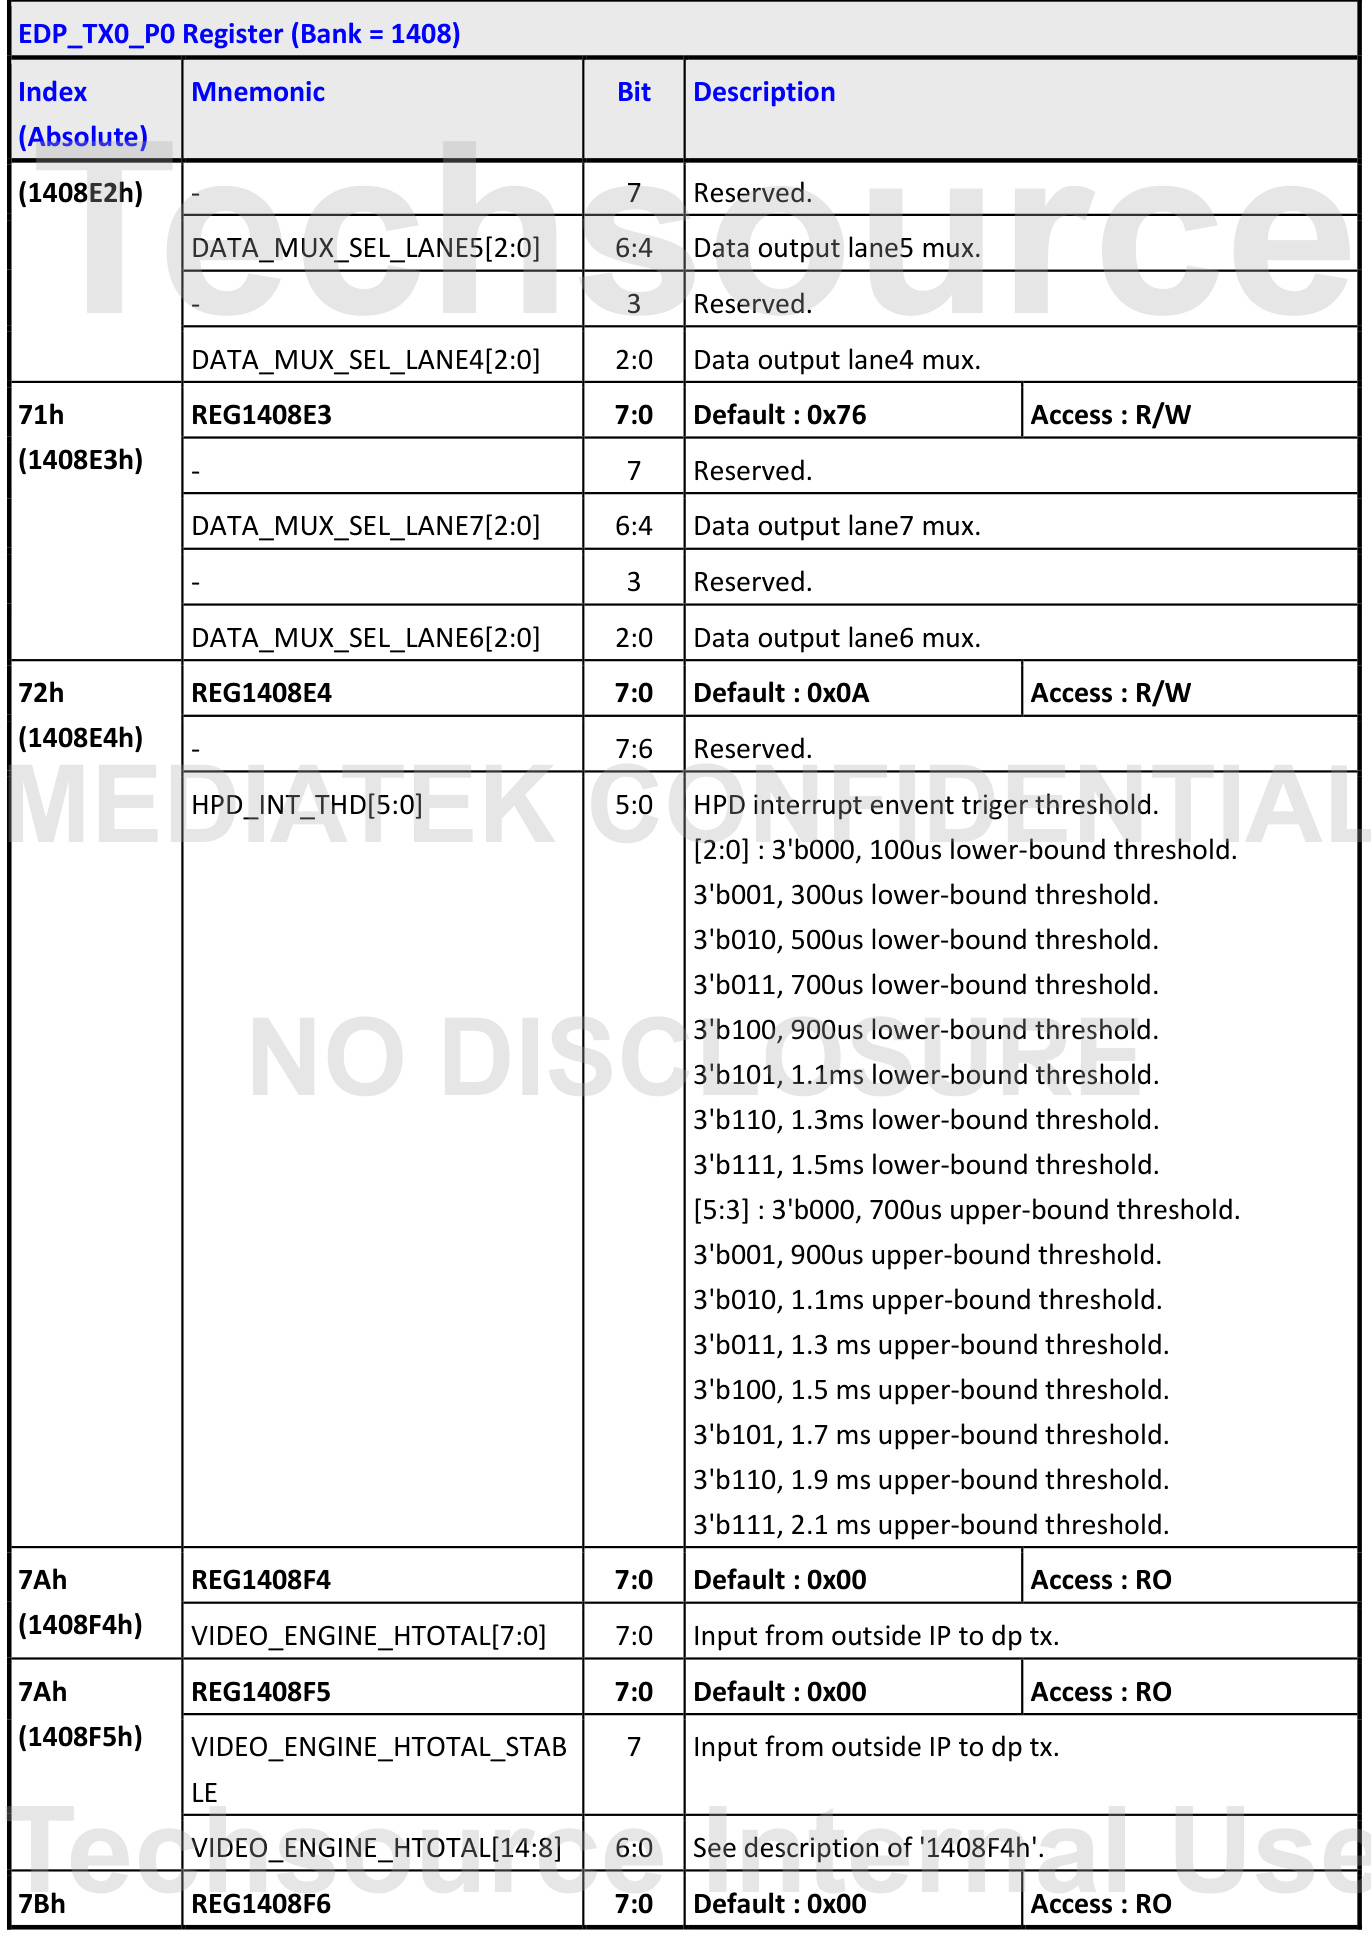 EDP_TX0_P0 Register (Bank = 1408)
Index (Absolute) Mnemonic Bit Description
(1408E2h) - 7 Reserved.
DATA_MUX_SEL_LANE5[2:0] 6:4 Data output lane5 mux.
- 3 Reserved.
DATA_MUX_SEL_LANE4[2:0] 2:0 Data output lane4 mux.
71h REG1408E3 7:0 Default : 0x76 Access : R/W
(1408E3h) - 7 Reserved.
DATA_MUX_SEL_LANE7[2:0] 6:4 Data output lane7 mux.
- 3 Reserved.
DATA_MUX_SEL_LANE6[2:0] 2:0 Data output lane6 mux.
72h REG1408E4 7:0 Default : 0x0A Access : R/W
(1408E4h) - 7:6 Reserved.
HPD_INT_THD[5:0] 5:0 HPD interrupt envent triger threshold.
[2:0] : 3'b000, 100us lower-bound threshold.
3'b001, 300us lower-bound threshold.
3'b010, 500us lower-bound threshold.
3'b011, 700us lower-bound threshold.
3'b100, 900us lower-bound threshold.
3'b101, 1.1ms lower-bound threshold.
3'b110, 1.3ms lower-bound threshold.
3'b111, 1.5ms lower-bound threshold.
[5:3] : 3'b000, 700us upper-bound threshold.
3'b001, 900us upper-bound threshold.
3'b010, 1.1ms upper-bound threshold.
3'b011, 1.3 ms upper-bound threshold.
3'b100, 1.5 ms upper-bound threshold.
3'b101, 1.7 ms upper-bound threshold.
3'b110, 1.9 ms upper-bound threshold.
3'b111, 2.1 ms upper-bound threshold.
7Ah REG1408F4 7:0 Default : 0x00 Access : RO
(1408F4h) VIDEO_ENGINE_HTOTAL[7:0] 7:0 Input from outside IP to dp tx.
7Ah REG1408F5 7:0 Default : 0x00 Access : RO
(1408F5h) VIDEO_ENGINE_HTOTAL_STAB 7 Input from outside IP to dp tx.
LE
VIDEO_ENGINE_HTOTAL[14:8] 6:0 See description of '1408F4h'.
7Bh REG1408F6 7:0 Default : 0x00 Access : RO
Techsource
MEDIATEK CONFIDENTIAL
NO DISCLOSURE
Techsource Internal Use